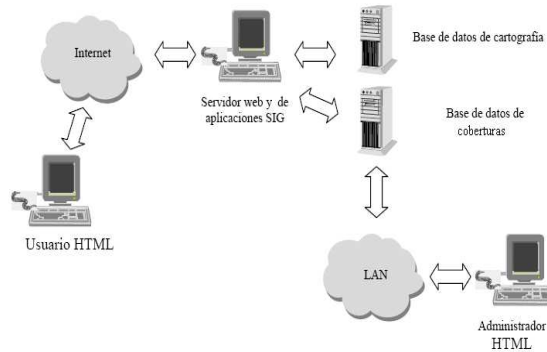 Internet
Base de datos de cartografía
Servidor web y de
aplicaciones SIG
Base de datos de
coberturas
Usuario HTML
LAN
Administrador
HTML